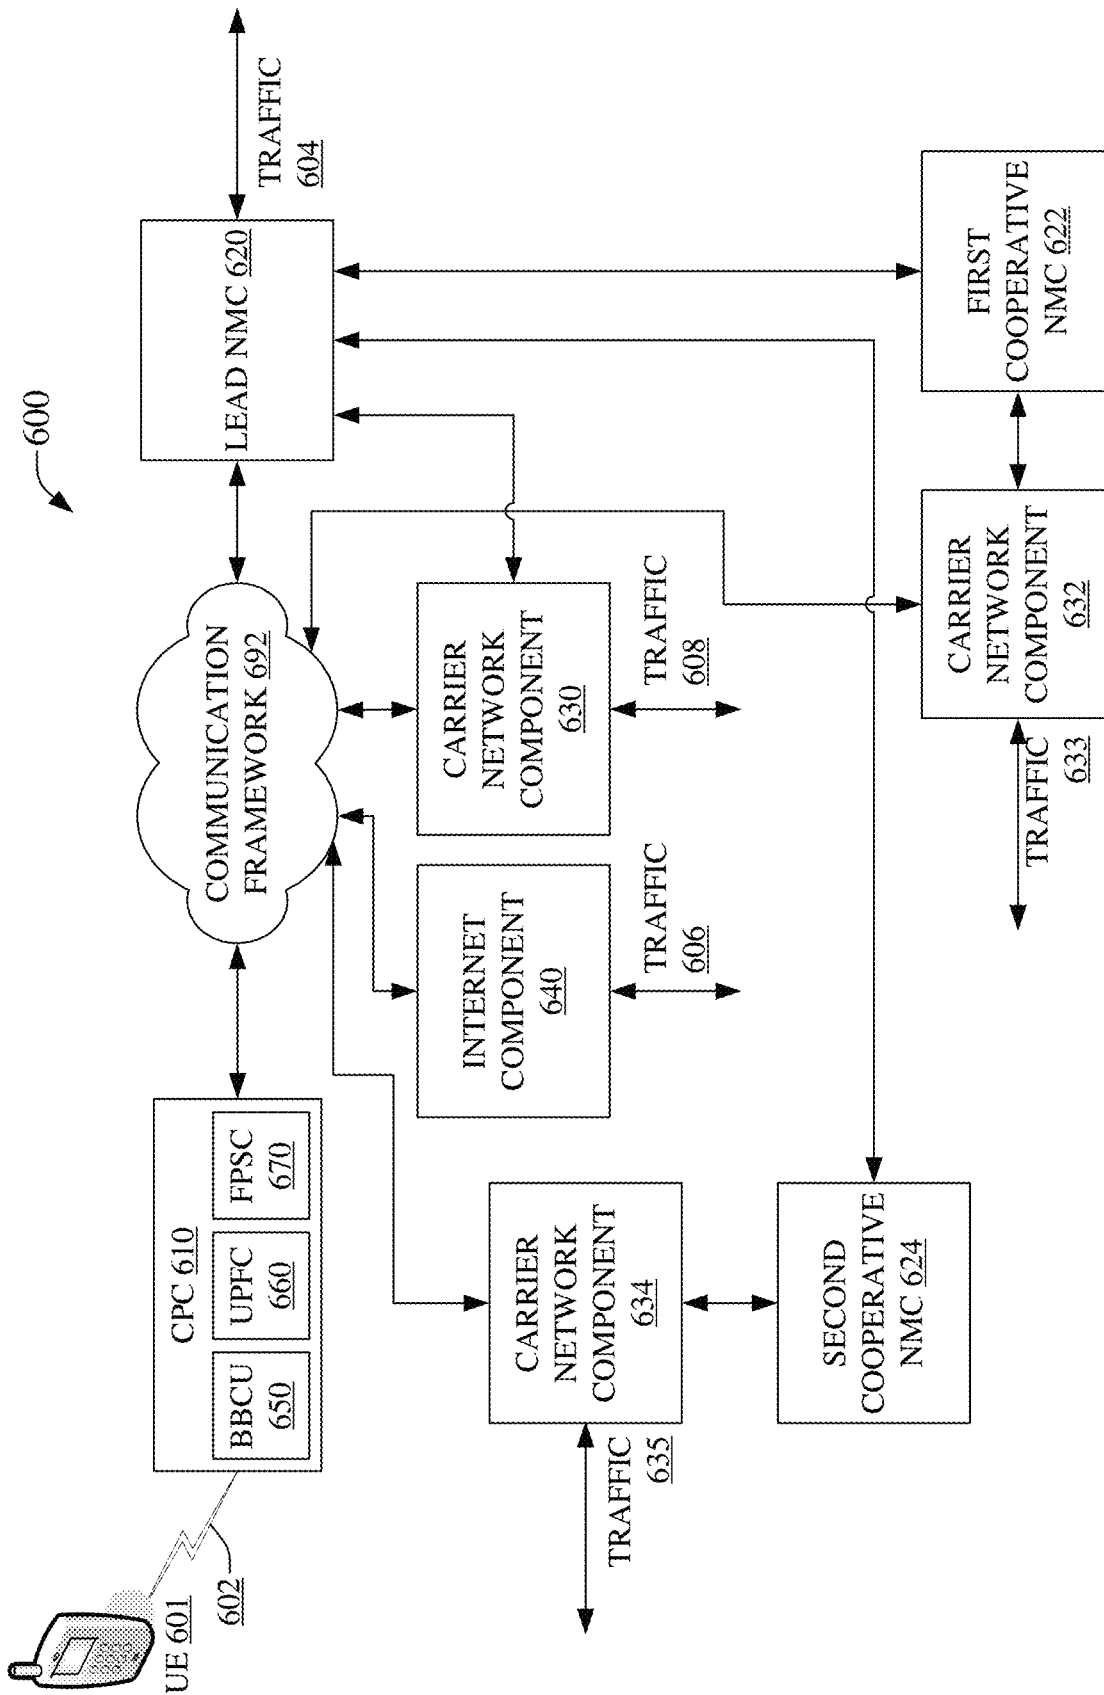 600
UE 601
602
CPC 610
BBCU
650
UPFC
660
FPSC
670
COMMUNICATION
FRAMEWORK 692
LEAD NMC 620
TRAFFIC
604
CARRIER
NETWORK
COMPONENT
634
TRAFFIC
635
INTERNET
COMPONENT
640
TRAFFIC
606
CARRIER
NETWORK
COMPONENT
630
TRAFFIC
608
SECOND
COOPERATIVE
NMC 624
CARRIER
NETWORK
COMPONENT
632
TRAFFIC
633
FIRST
COOPERATIVE
NMC 622